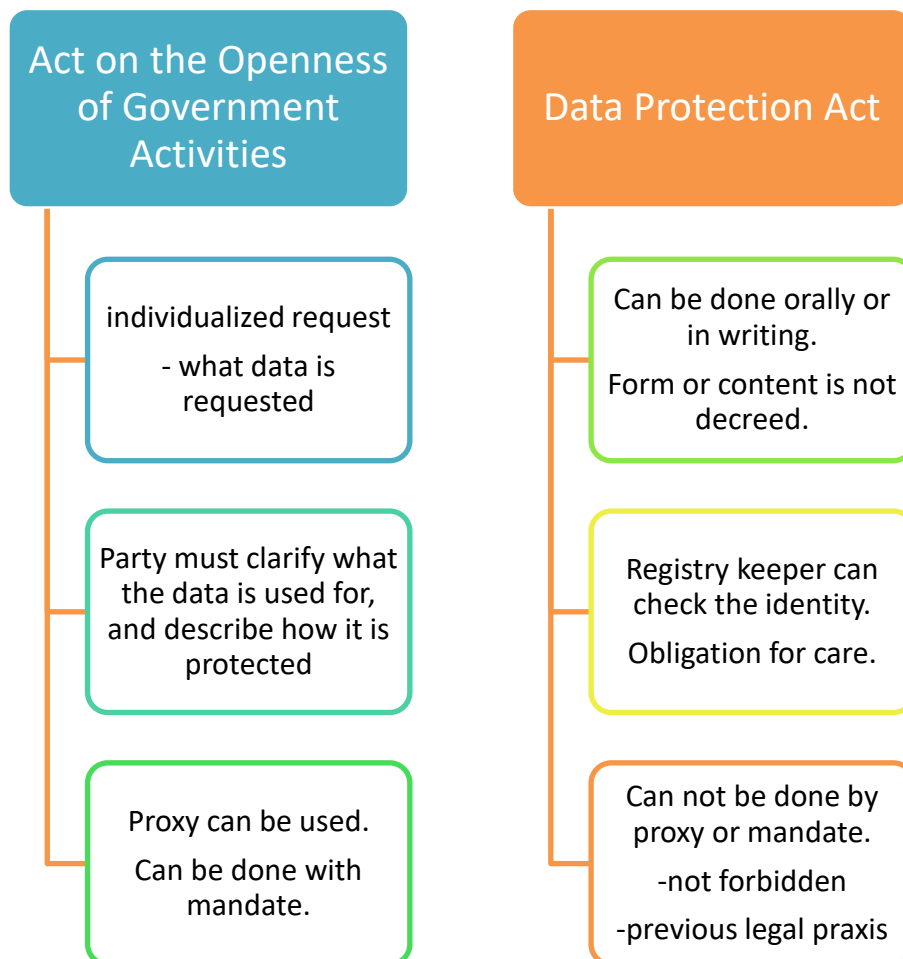 Act on the Openness
of Government
Activities
individualized request
- what data is
requested
Party must clarify what
the data is used for,
and describe how it is
protected
Proxy can be used.
Can be done with
mandate.
Data Protection Act
Can be done orally or
in writing.
Form or content is not
decreed.
Registry keeper can
check the identity.
Obligation for care.
Can not be done by
proxy or mandate.
-not forbidden
-previous legal praxis